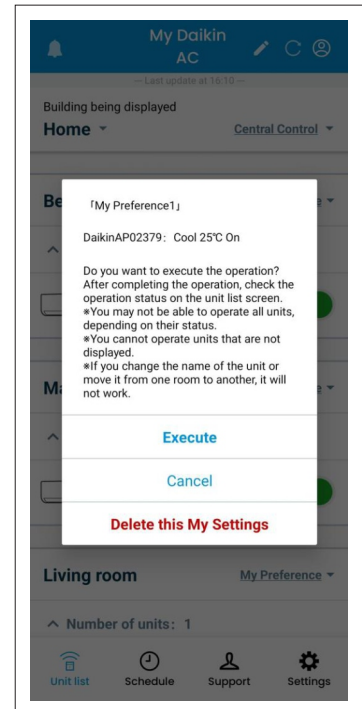 My Daikin
AC
— Last update at 16:10 —
Building being displayed
Home
Central Control
Be
「My Preference1」
DaikinAP02379: Cool 25℃ On
Do you want to execute the operation?
After completing the operation, check the
operation status on the unit list screen.
※You may not be able to operate all units,
depending on their status.
※You cannot operate units that are not
displayed.
※If you change the name of the unit or
move it from one room to another, it will
not work.
Ma
Execute
Cancel
Delete this My Settings
Living room
My Preference
Number of units: 1
Unit list
Schedule
Support
Settings